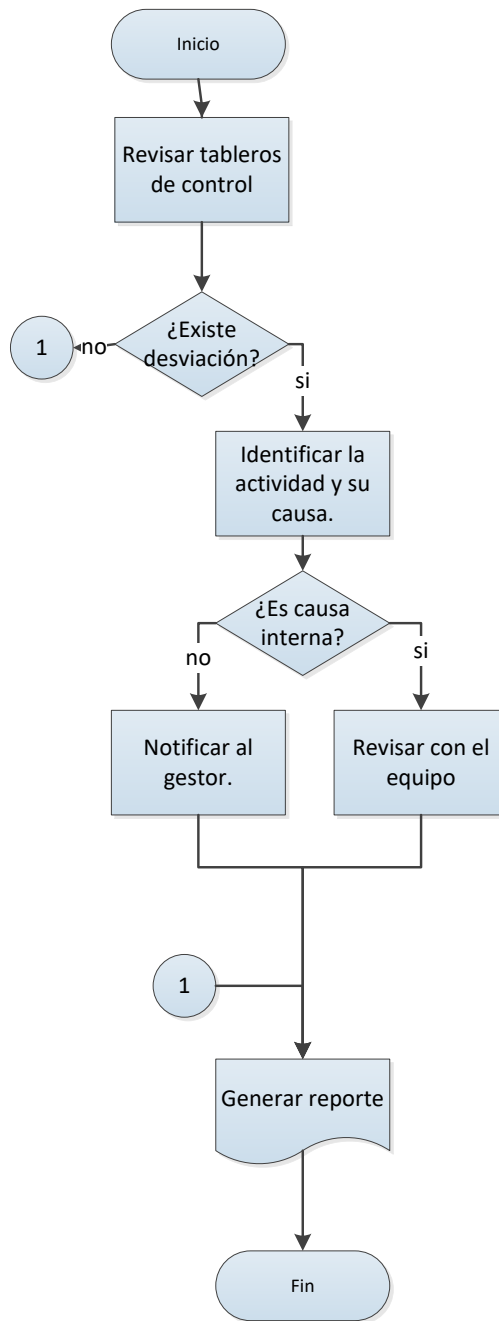 Inicio
Revisar tableros
de control
¿Existe
desviación?
no
1
si
Identificar la
actividad y su
causa.
¿Es causa
interna?
no
si
Notificar al
gestor.
Revisar con el
equipo
1
Generar reporte
Fin